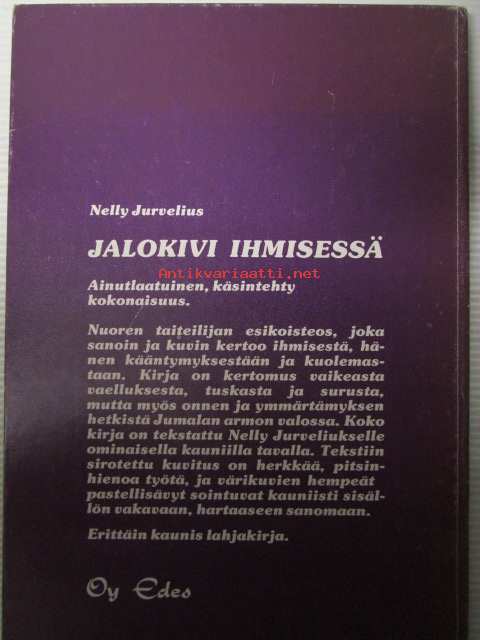 Nelly Jurvelius
JALOKIVI IHMISESSÄ
Antikvariaatti.net
Ainutlaatuinen, käsintehty
kokonaisuus.
Nuoren taiteilijan esikoisteos, joka
sanoin ja kuvin kertoo ihmisestä, hä-
nen kääntymyksestään ja kuolemas-
taan. Kirja on kertomus vaikeasta
vaelluksesta, tuskasta ja surusta,
mutta myös onnen ja ymmärtämyksen
hetkistä Jumalan armon valossa. Koko
kirja on tekstattu Nelly Jurveliukselle
ominaisella kauniilla tavalla. Tekstiin
sirotettu kuvitus on herkkää, pitsin-
hienoa työtä, ja värikuvien hempeät
pastellisävyt sointuvat kauniisti sisäl-
lön vakavaan, hartaaseen sanomaan.
Erittäin kaunis lahjakirja.
Oy Edes